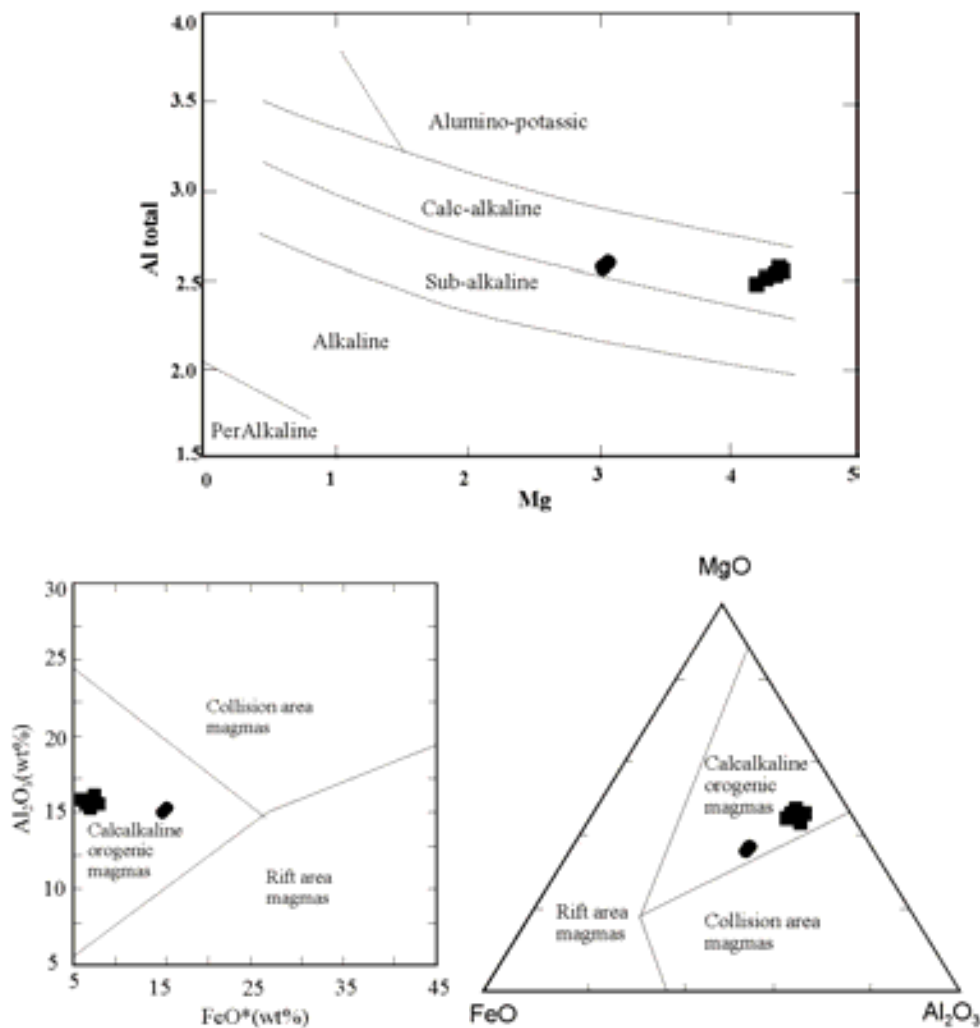 4.0
3.5
3.0
2.5
2.0
1.5
Al total
Alumino-potassic
Calc-alkaline
Sub-alkaline
Alkaline
PerAlkaline
0
1
2
3
4
5
Mg
30
25
20
15
10
5
Al₂O₃(wt%)
Collision area
magmas
Calcalkaline
orogenic
magmas
Rift area
magmas
5
15
25
35
45
FeO*(wt%)
MgO
Calcalkaline
orogenic
magmas
Rift area
magmas
Collision area
magmas
FeO
Al₂O₃